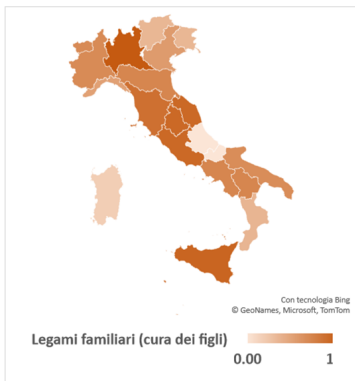 Con tecnologia Bing
© GeoNames, Microsoft, TomTom
Legami familiari (cura dei figli)
0.00 1